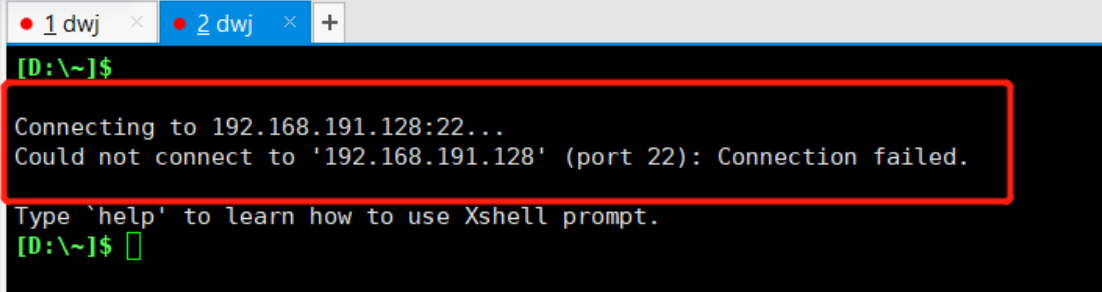 1 dwj × 2 dwj × +
[D:\~]$
Connecting to 192.168.191.128:22...
Could not connect to '192.168.191.128' (port 22): Connection failed.
Type `help' to learn how to use Xshell prompt.
[D:\~]$